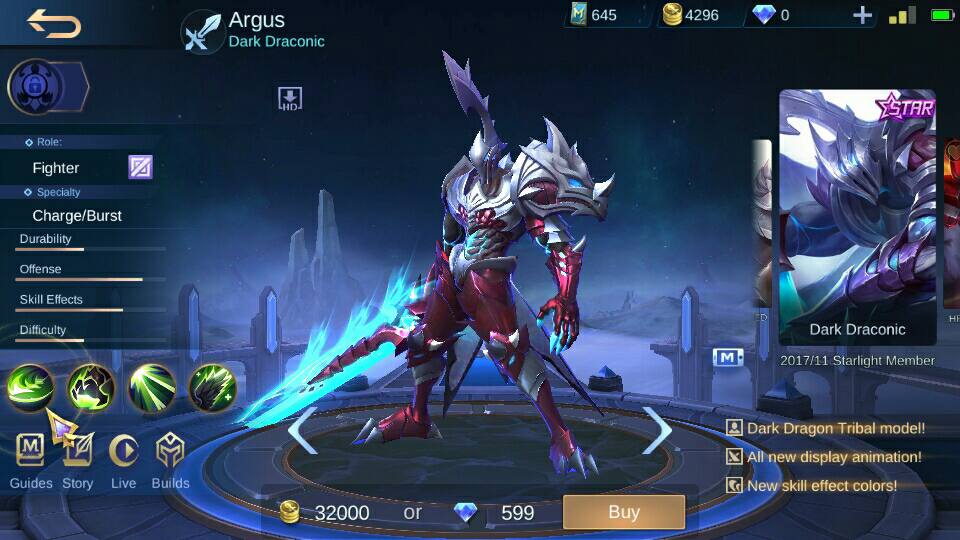 Argus
Dark Draconic
645
4296
0
HD
Role:
Fighter
Specialty
Charge/Burst
Durability
Offense
Skill Effects
Difficulty
STAR
Dark Draconic
2017/11 Starlight Member
M
Dark Dragon Tribal model!
All new display animation!
New skill effect colors!
M
Guides
Story
Live
Builds
32000
or
599
Buy